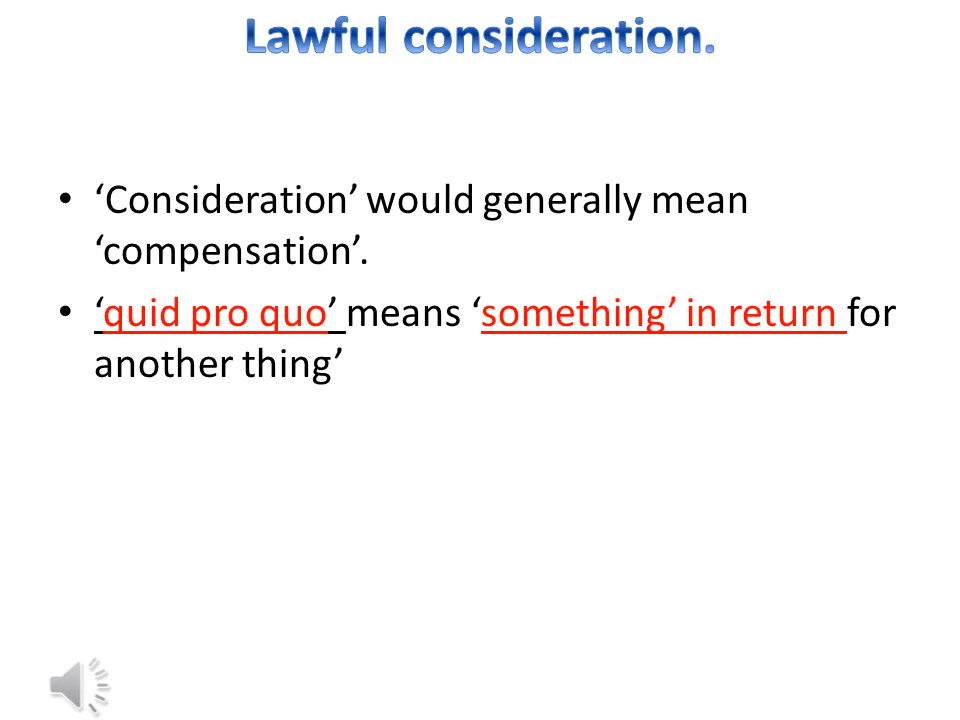 Lawful consideration.
• ‘Consideration’ would generally mean
‘compensation’.
• ‘quid pro quo’ means ‘something’ in return for
another thing’